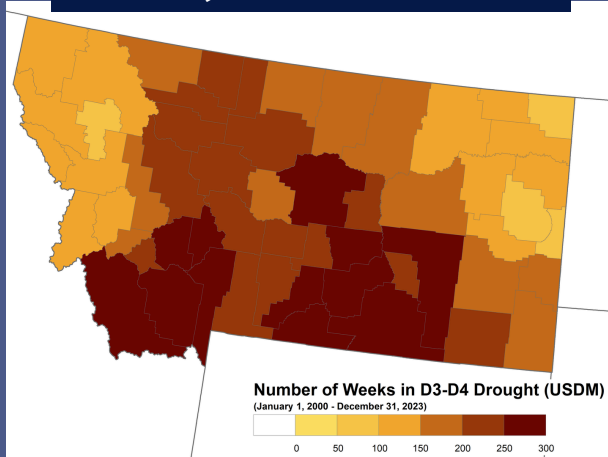 Number of Weeks in D3-D4 Drought (USDM)
(January 1, 2000 - December 31, 2023)
0 50 100 150 200 250 300